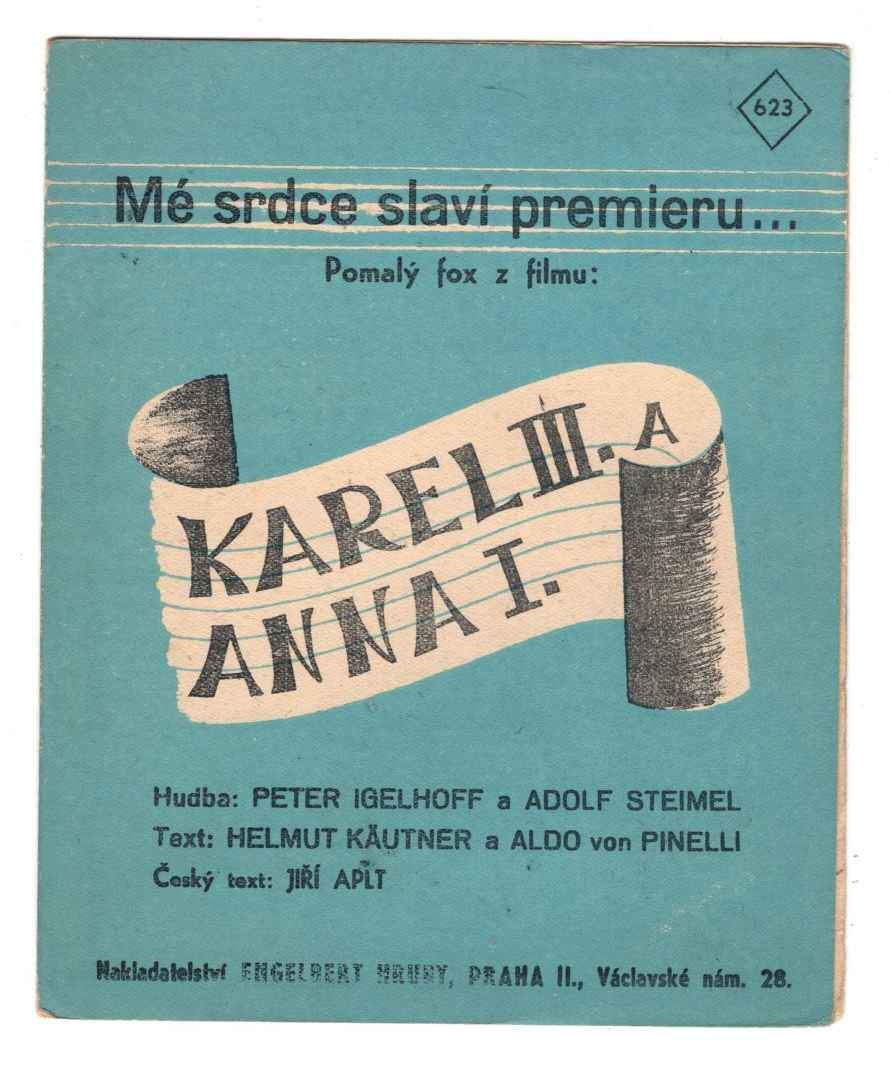 623
Mé srdce slaví premieru...
Pomalý fox z filmu:
KAREL III. A
ANNA I.
Hudba: PETER IGELHOFF a ADOLF STEIMEL
Text: HELMUT KÄUTNER a ALDO von PINELLI
Český text: JIŘÍ APLT
Nakladatelství ENGELBERT HRUBY, PRAHA II., Václavské nám. 28.